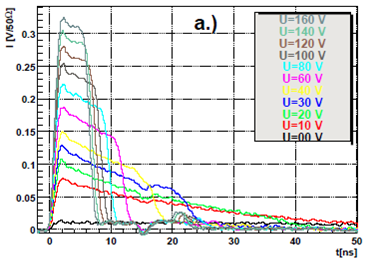 I [V/50Ω]
a.)
U=160 V
U=140 V
U=120 V
U=100 V
U=80 V
U=60 V
U=40 V
U=30 V
U=20 V
U=10 V
U=00 V
0.3
0.25
0.2
0.15
0.1
0.05
0
0 10 20 30 40 50
t[ns]